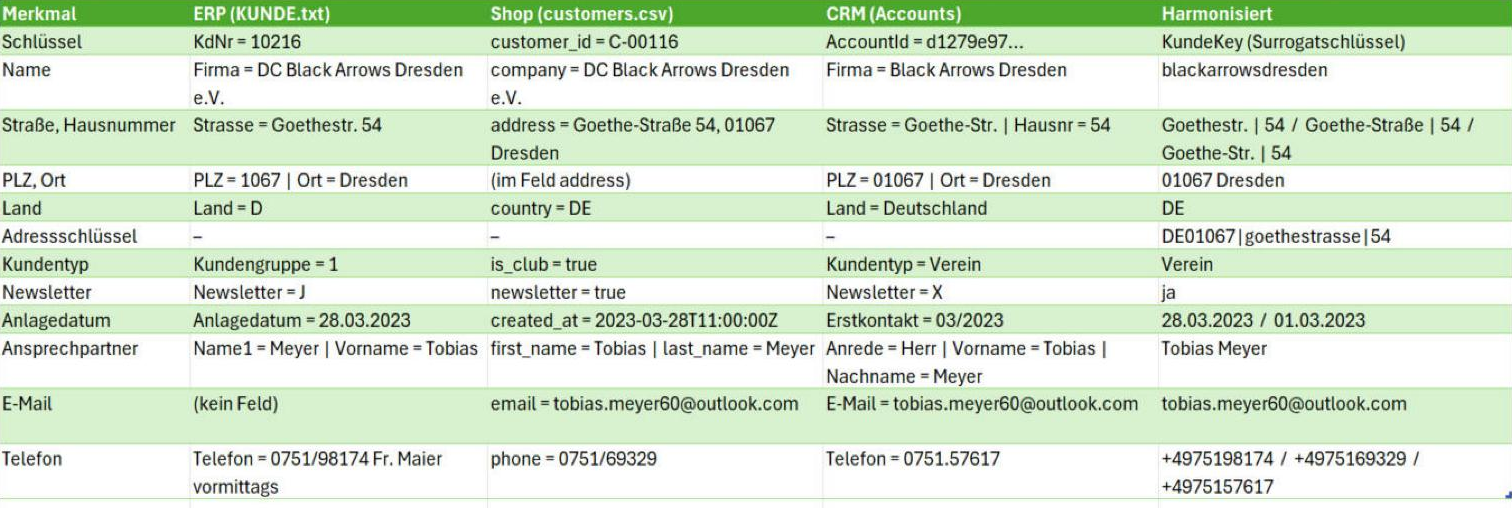 Merkmal ERP (KUNDE.txt) Shop (customers.csv) CRM (Accounts) Harmonisiert
Schlüssel KdNr = 10216 customer_id = C-00116 AccountId = d1279e97... KundeKey (Surrogatschlüssel)
Name Firma = DC Black Arrows Dresden company = DC Black Arrows Dresden Firma = Black Arrows Dresden blackarrowsdresden
e.V. e.V.
Straße, Hausnummer Strasse = Goethestr. 54 address = Goethe-Straße 54, 01067 Strasse = Goethe-Str. | Hausnr = 54 Goethestr. | 54 / Goethe-Straße | 54 /
Dresden Goethe-Str. | 54
PLZ, Ort PLZ = 1067 | Ort = Dresden (im Feld address) PLZ = 01067 | Ort = Dresden 01067 Dresden
Land Land = D country = DE Land = Deutschland DE
Adressschlüssel – – – DE01067|goethestrasse|54
Kundentyp Kundengruppe = 1 is_club = true Kundentyp = Verein Verein
Newsletter Newsletter = J newsletter = true Newsletter = X ja
Anlagedatum Anlagedatum = 28.03.2023 created_at = 2023-03-28T11:00:00Z Erstkontakt = 03/2023 28.03.2023 / 01.03.2023
Ansprechpartner Name1 = Meyer | Vorname = Tobias first_name = Tobias | last_name = Meyer Anrede = Herr | Vorname = Tobias | Tobias Meyer
Nachname = Meyer
E-Mail (kein Feld) email = tobias.meyer60@outlook.com E-Mail = tobias.meyer60@outlook.com tobias.meyer60@outlook.com
Telefon Telefon = 0751/98174 Fr. Maier phone = 0751/69329 Telefon = 0751.57617 +4975198174 / +4975169329 /
vormittags +4975157617